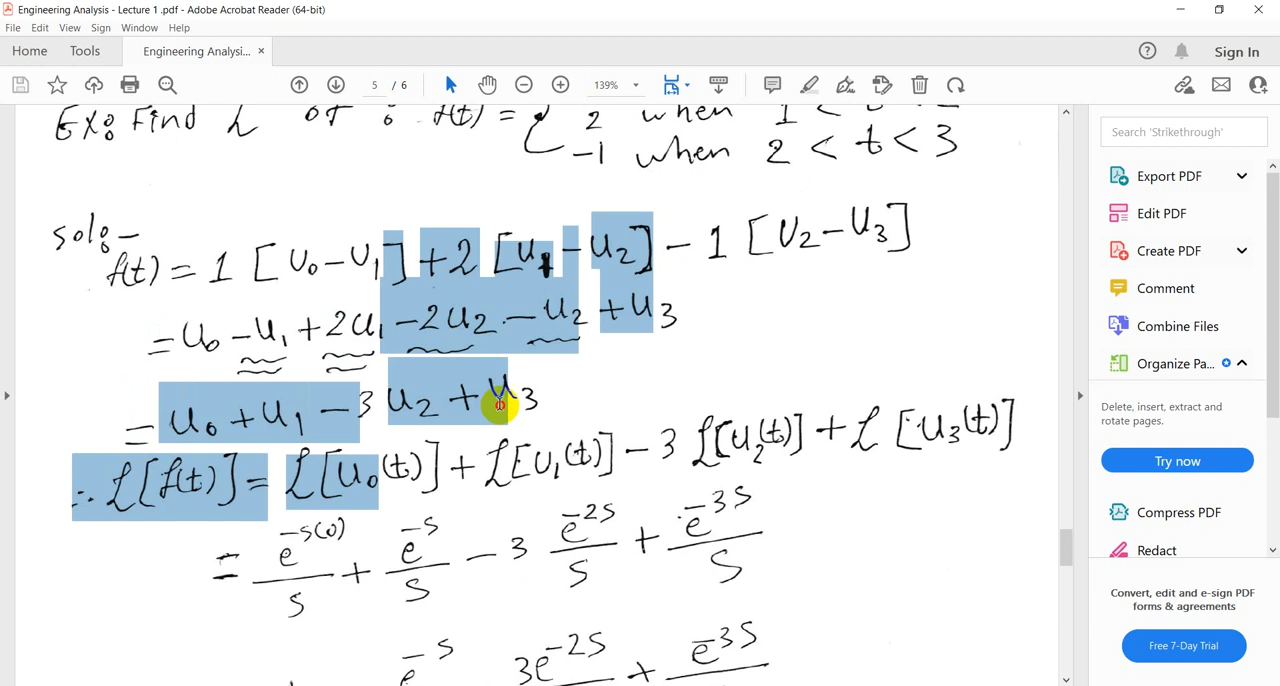 Engineering Analysis - Lecture 1 .pdf - Adobe Acrobat Reader (64-bit)
File Edit View Sign Window Help
Home Tools Engineering Analysi... × Sign In
5 / 6 139%
Ex: Find L of : f(t) = {
2 when 1 <
-1 when 2 < t < 3
sol:-
f(t) = 1 [u₀ - u₁] + 2 [u₁ - u₂] - 1 [u₂ - u₃]
= u₀ - u₁ + 2u₁ - 2u₂ - u₂ + u₃
= u₀ + u₁ - 3 u₂ + u₃
∴ ℒ[f(t)] = ℒ[u₀(t)] + ℒ[u₁(t)] - 3 ℒ[u₂(t)] + ℒ[u₃(t)]
= e^{-s(0)}/s + e^{-s}/s - 3 e^{-2s}/s + e^{-3s}/s
e^{-s} 3e^{-2s} + e^{-3s}
Search 'Strikethrough'
Export PDF
Edit PDF
Create PDF
Comment
Combine Files
Organize Pa...
Delete, insert, extract and
rotate pages.
Try now
Compress PDF
Redact
Convert, edit and e-sign PDF
forms & agreements
Free 7-Day Trial